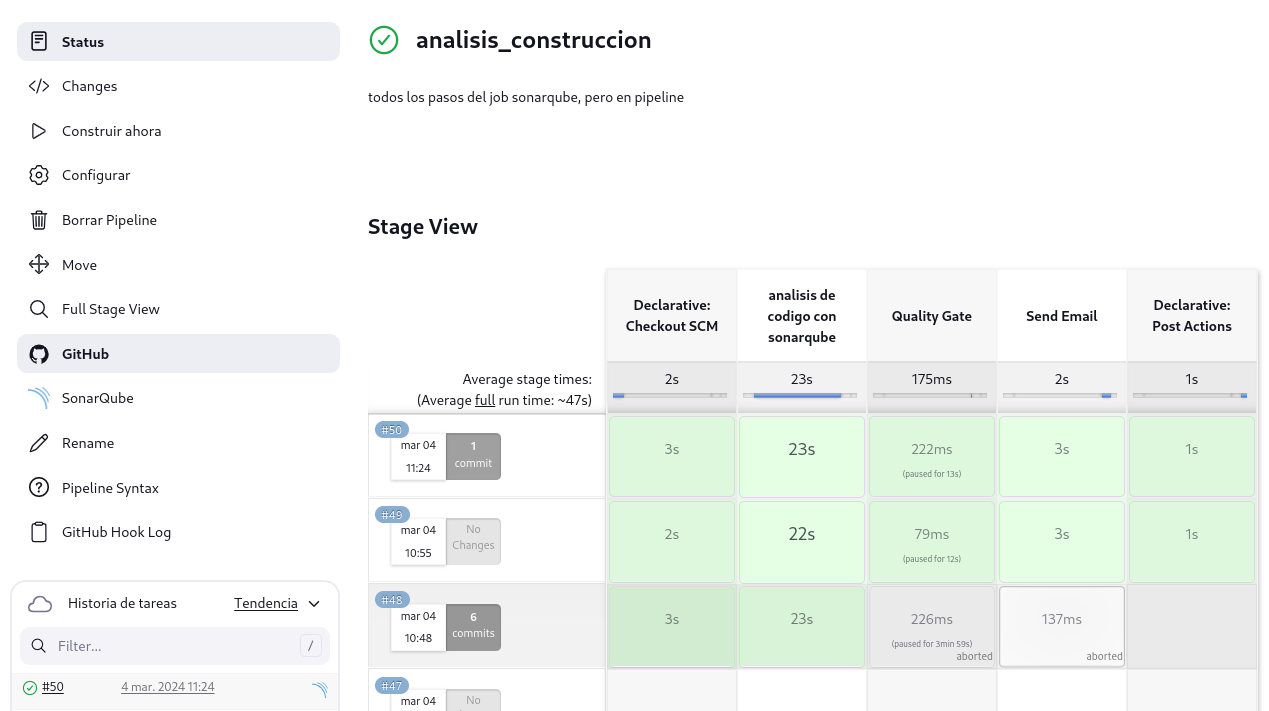 Status
Changes
Construir ahora
Configurar
Borrar Pipeline
Move
Full Stage View
GitHub
SonarQube
Rename
Pipeline Syntax
GitHub Hook Log
Historia de tareas Tendencia
Filter... /
#50 4 mar. 2024 11:24
analisis_construccion
todos los pasos del job sonarqube, pero en pipeline
Stage View
Declarative:
Checkout SCM
analisis de
codigo con
sonarqube
Quality Gate
Send Email
Declarative:
Post Actions
Average stage times:
(Average full run time: ~47s)
2s 23s 175ms 2s 1s
#50
mar 04
11:24
1
commit
3s 23s 222ms 3s 1s
(paused for 13s)
#49
mar 04
10:55
No
Changes
2s 22s 79ms 3s 1s
(paused for 12s)
#48
mar 04
10:48
6
commits
3s 23s 226ms 137ms
(paused for 3min 59s)
aborted aborted
#47
mar 04
No